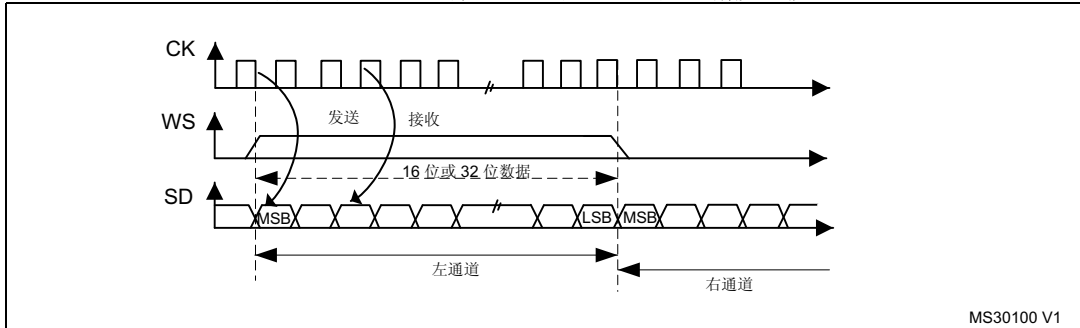 CK
发送
接收
WS
16 位或 32 位数据
SD
MSB
LSB
MSB
左通道
右通道
MS30100 V1